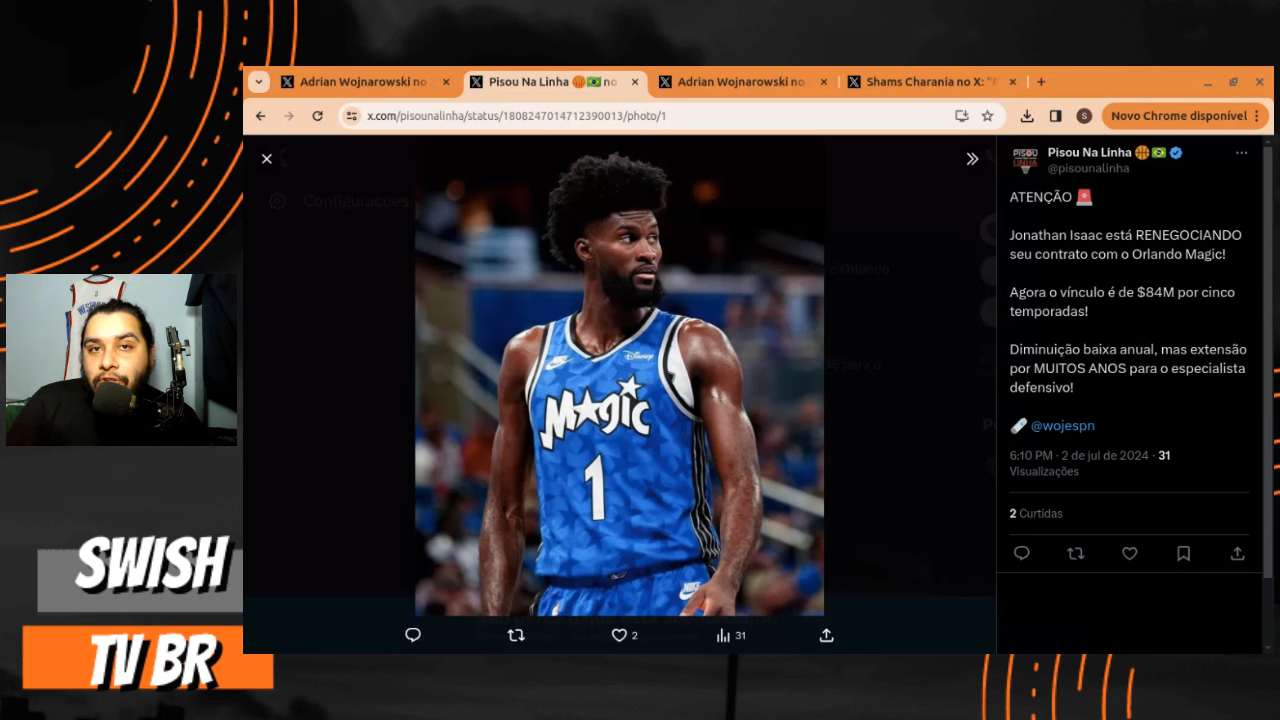 Adrian Wojnarowski no
Pisou Na Linha 🏀🇧🇷 no
Adrian Wojnarowski no
Shams Charania no X: "E
x.com/pisounalinha/status/1808247014712390013/photo/1
S
Novo Chrome disponível
Configurações
Pisou Na Linha 🏀🇧🇷
@pisounalinha
ATENÇÃO 🚨
Jonathan Isaac está RENEGOCIANDO
seu contrato com o Orlando Magic!
Agora o vínculo é de $84M por cinco
temporadas!
Diminuição baixa anual, mas extensão
por MUITOS ANOS para o especialista
defensivo!
@wojespn
6:10 PM · 2 de jul de 2024 · 31
Visualizações
2 Curtidas
Disney
Magic
1
NIKE
2
31
SWISH
TV BR